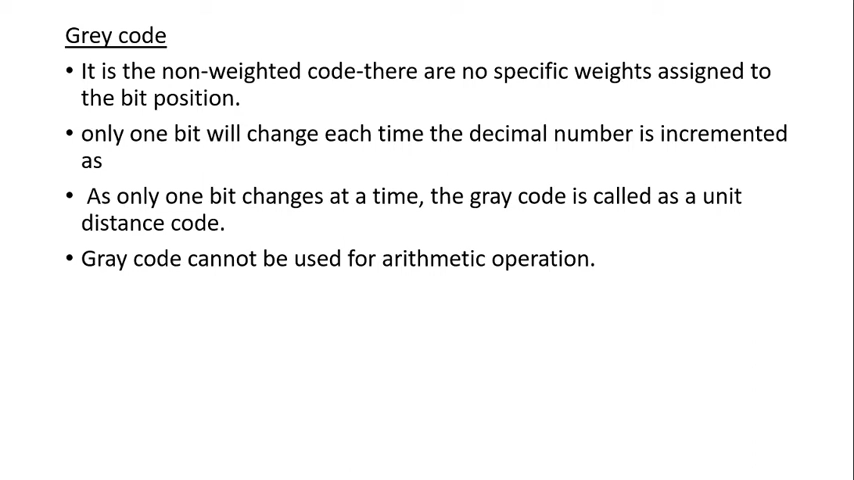 Grey code
• It is the non-weighted code-there are no specific weights assigned to
the bit position.
• only one bit will change each time the decimal number is incremented
as
• As only one bit changes at a time, the gray code is called as a unit
distance code.
• Gray code cannot be used for arithmetic operation.